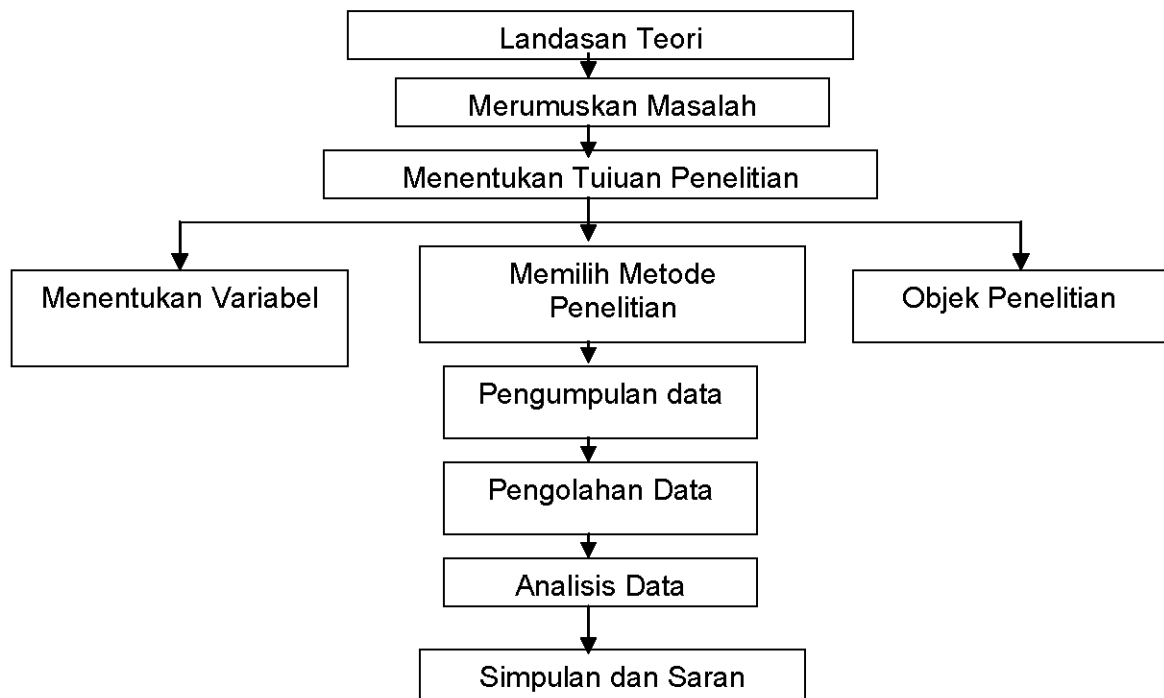 Landasan Teori
Merumuskan Masalah
Menentukan Tuiuan Penelitian
Menentukan Variabel
Memilih Metode
Penelitian
Objek Penelitian
Pengumpulan data
Pengolahan Data
Analisis Data
Simpulan dan Saran